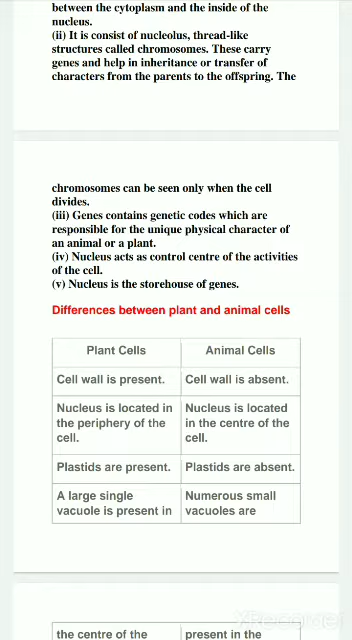 between the cytoplasm and the inside of the
nucleus.
(ii) It is consist of nucleolus, thread-like
structures called chromosomes. These carry
genes and help in inheritance or transfer of
characters from the parents to the offspring. The
chromosomes can be seen only when the cell
divides.
(iii) Genes contains genetic codes which are
responsible for the unique physical character of
an animal or a plant.
(iv) Nucleus acts as control centre of the activities
of the cell.
(v) Nucleus is the storehouse of genes.
Differences between plant and animal cells
Plant Cells
Animal Cells
Cell wall is present.
Cell wall is absent.
Nucleus is located in
the periphery of the
cell.
Nucleus is located
in the centre of the
cell.
Plastids are present.
Plastids are absent.
A large single
vacuole is present in
Numerous small
vacuoles are
the centre of the
present in the
XRecorder